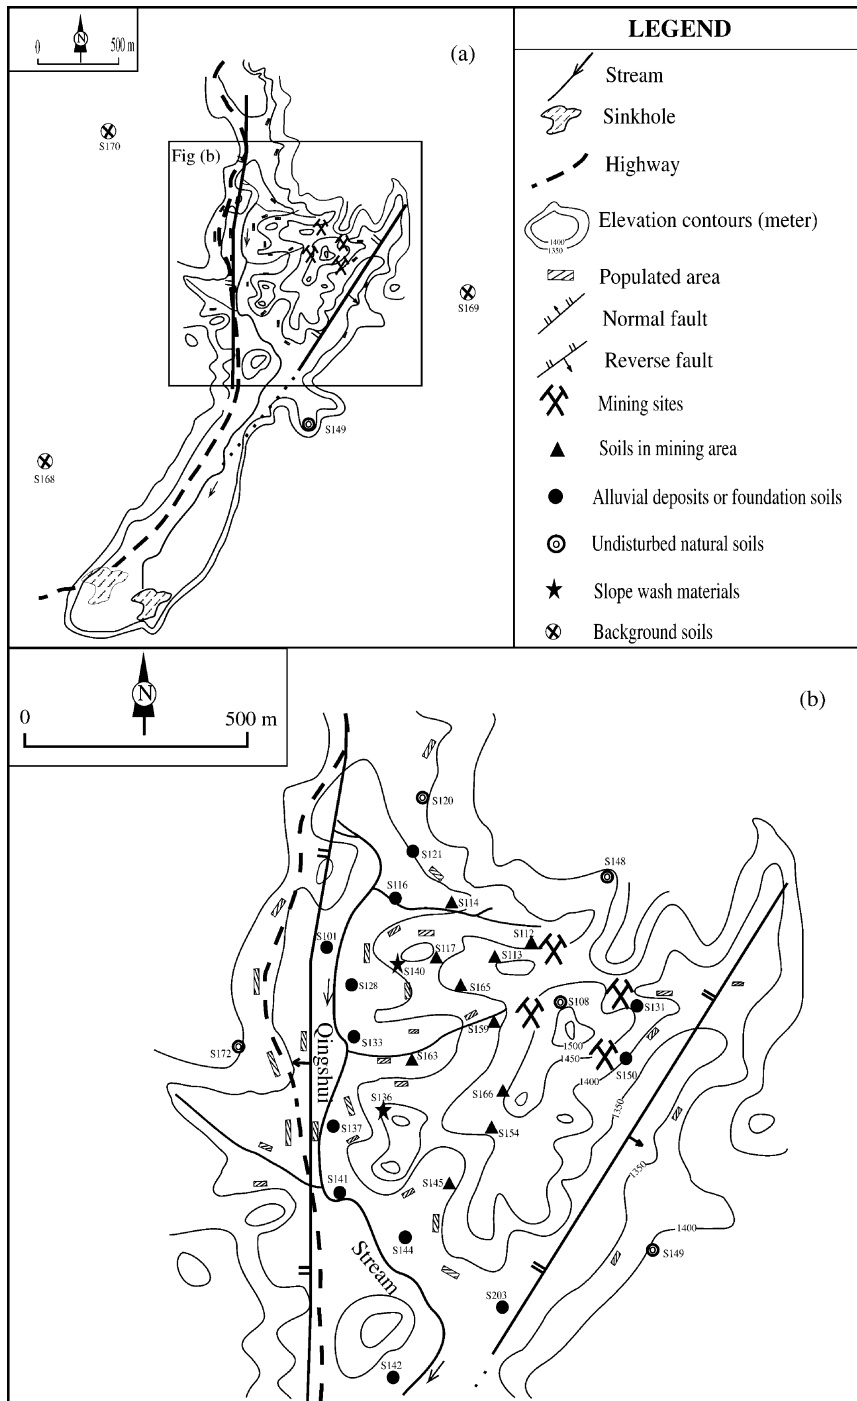 0
N
500 m
(a)
S170
Fig (b)
S169
S149
S168
LEGEND
Stream
Sinkhole
Highway
1400
1350
Elevation contours (meter)
Populated area
Normal fault
Reverse fault
Mining sites
Soils in mining area
Alluvial deposits or foundation soils
Undisturbed natural soils
Slope wash materials
Background soils
0
N
500 m
(b)
S120
S121
S148
S116
S114
S101
S112
S117
S113
S140
S128
S165
S108
S131
S159
S133
Qingshui
S172
S163
1500
1450
S150
1400
S166
S136
1350
S137
S154
1350
S141
S145
1400
S144
S149
Stream
S203
S142